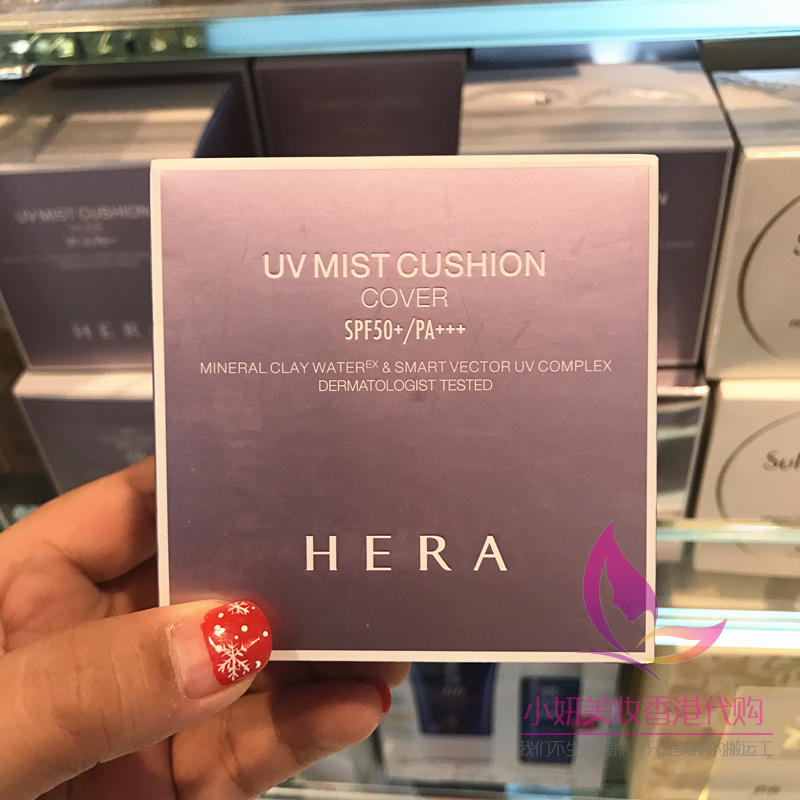 UV MIST CUSHION
COVER
SPF50+/PA+++
MINERAL CLAY WATEREX & SMART VECTOR UV COMPLEX
DERMATOLOGIST TESTED
HERA
UV MIST CUSHION
HERA
Sul
小妍美妆香港代购